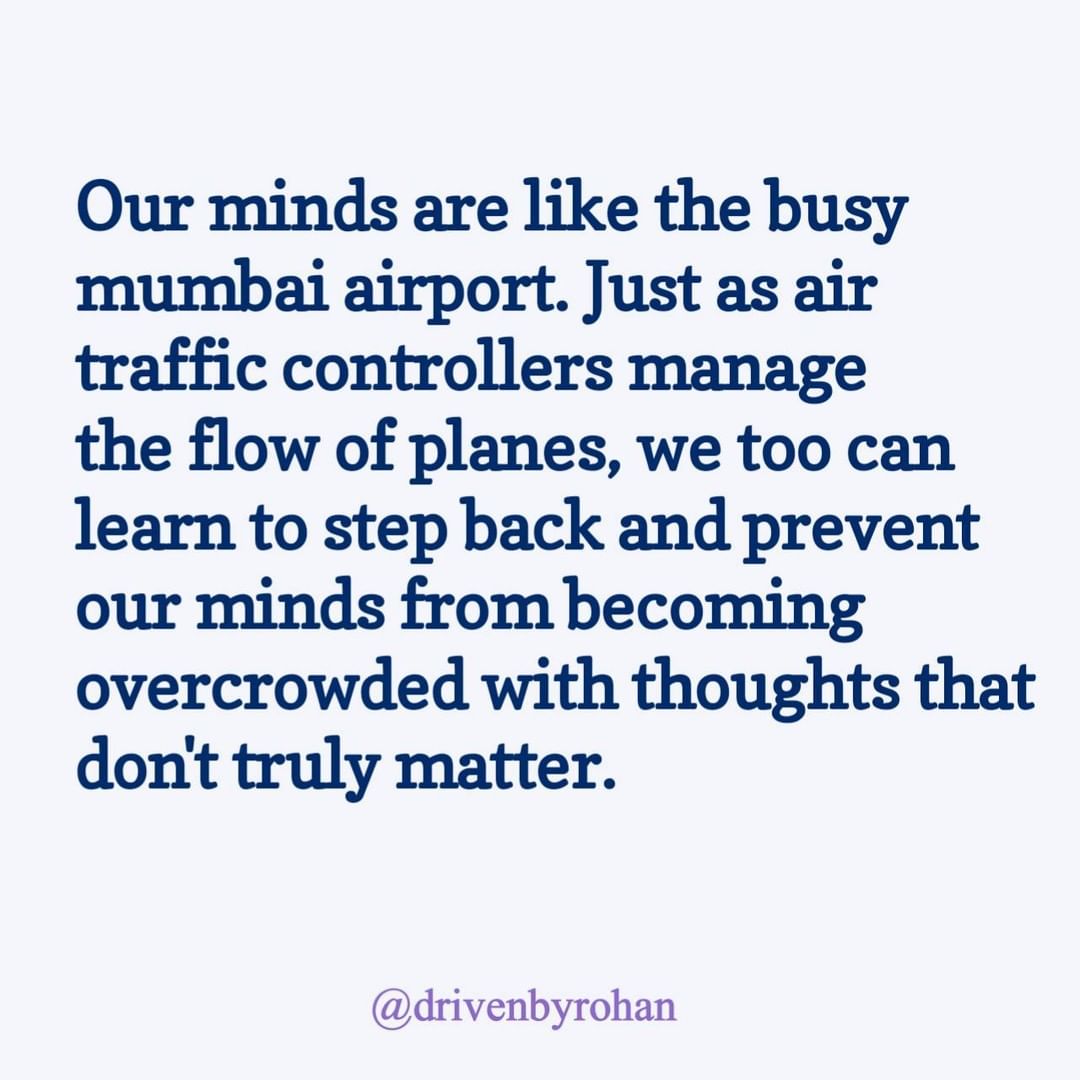 Our minds are like the busy
mumbai airport. Just as air
traffic controllers manage
the flow of planes, we too can
learn to step back and prevent
our minds from becoming
overcrowded with thoughts that
don't truly matter.
@drivenbyrohan